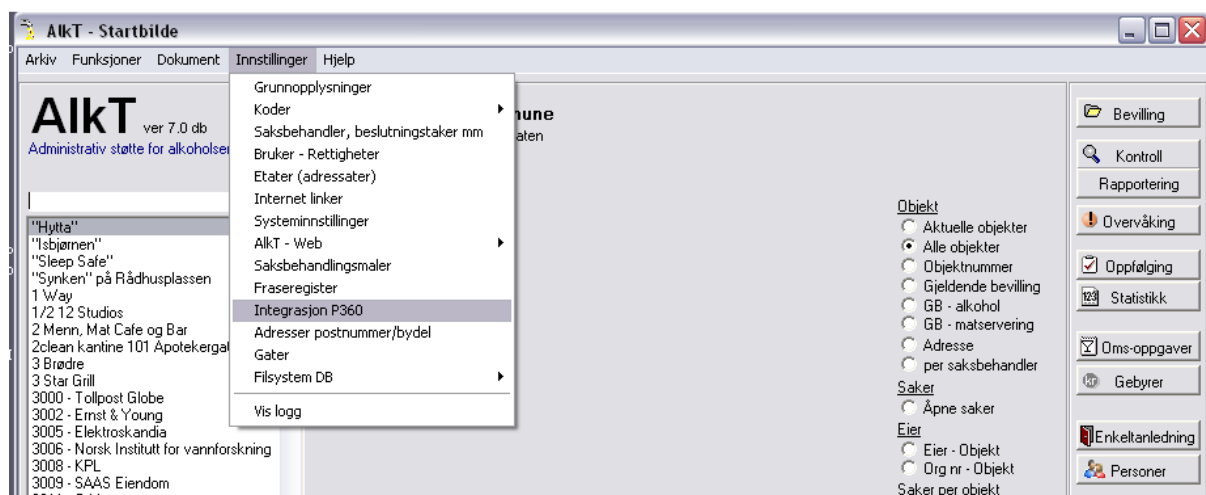 AlkT - Startbilde
Arkiv Funksjoner Dokument Innstillinger Hjelp
AlkT ver 7.0 db
Administrativ støtte for alkoholser
"Hytta"
"Isbjørnen"
"Sleep Safe"
"Synken" på Rådhusplassen
1 Way
1/2 12 Studios
2 Menn, Mat Cafe og Bar
2clean kantine 101 Apotekergat
3 Brødre
3 Star Grill
3000 - Tollpost Globe
3002 - Ernst & Young
3005 - Elektroskandia
3006 - Norsk Institutt for vannforskning
3008 - KPL
3009 - SAAS Eiendom
Grunnopplysninger
Koder
Saksbehandler, beslutningstaker mm
Bruker - Rettigheter
Etater (adressater)
Internet linker
Systeminnstillinger
AlkT - Web
Saksbehandlingsmaler
Fraseregister
Integrasjon P360
Adresser postnummer/bydel
Gater
Filsystem DB
Vis logg
nune
aten
Objekt
Aktuelle objekter
Alle objekter
Objektnummer
Gjeldende bevilling
GB - alkohol
GB - matservering
Adresse
per saksbehandler
Saker
Åpne saker
Eier
Eier - Objekt
Org nr - Objekt
Saker per objekt
Bevilling
Kontroll
Rapportering
Overvåking
Oppfølging
123 Statistikk
Oms-oppgaver
Gebyrer
Enkeltanledning
Personer